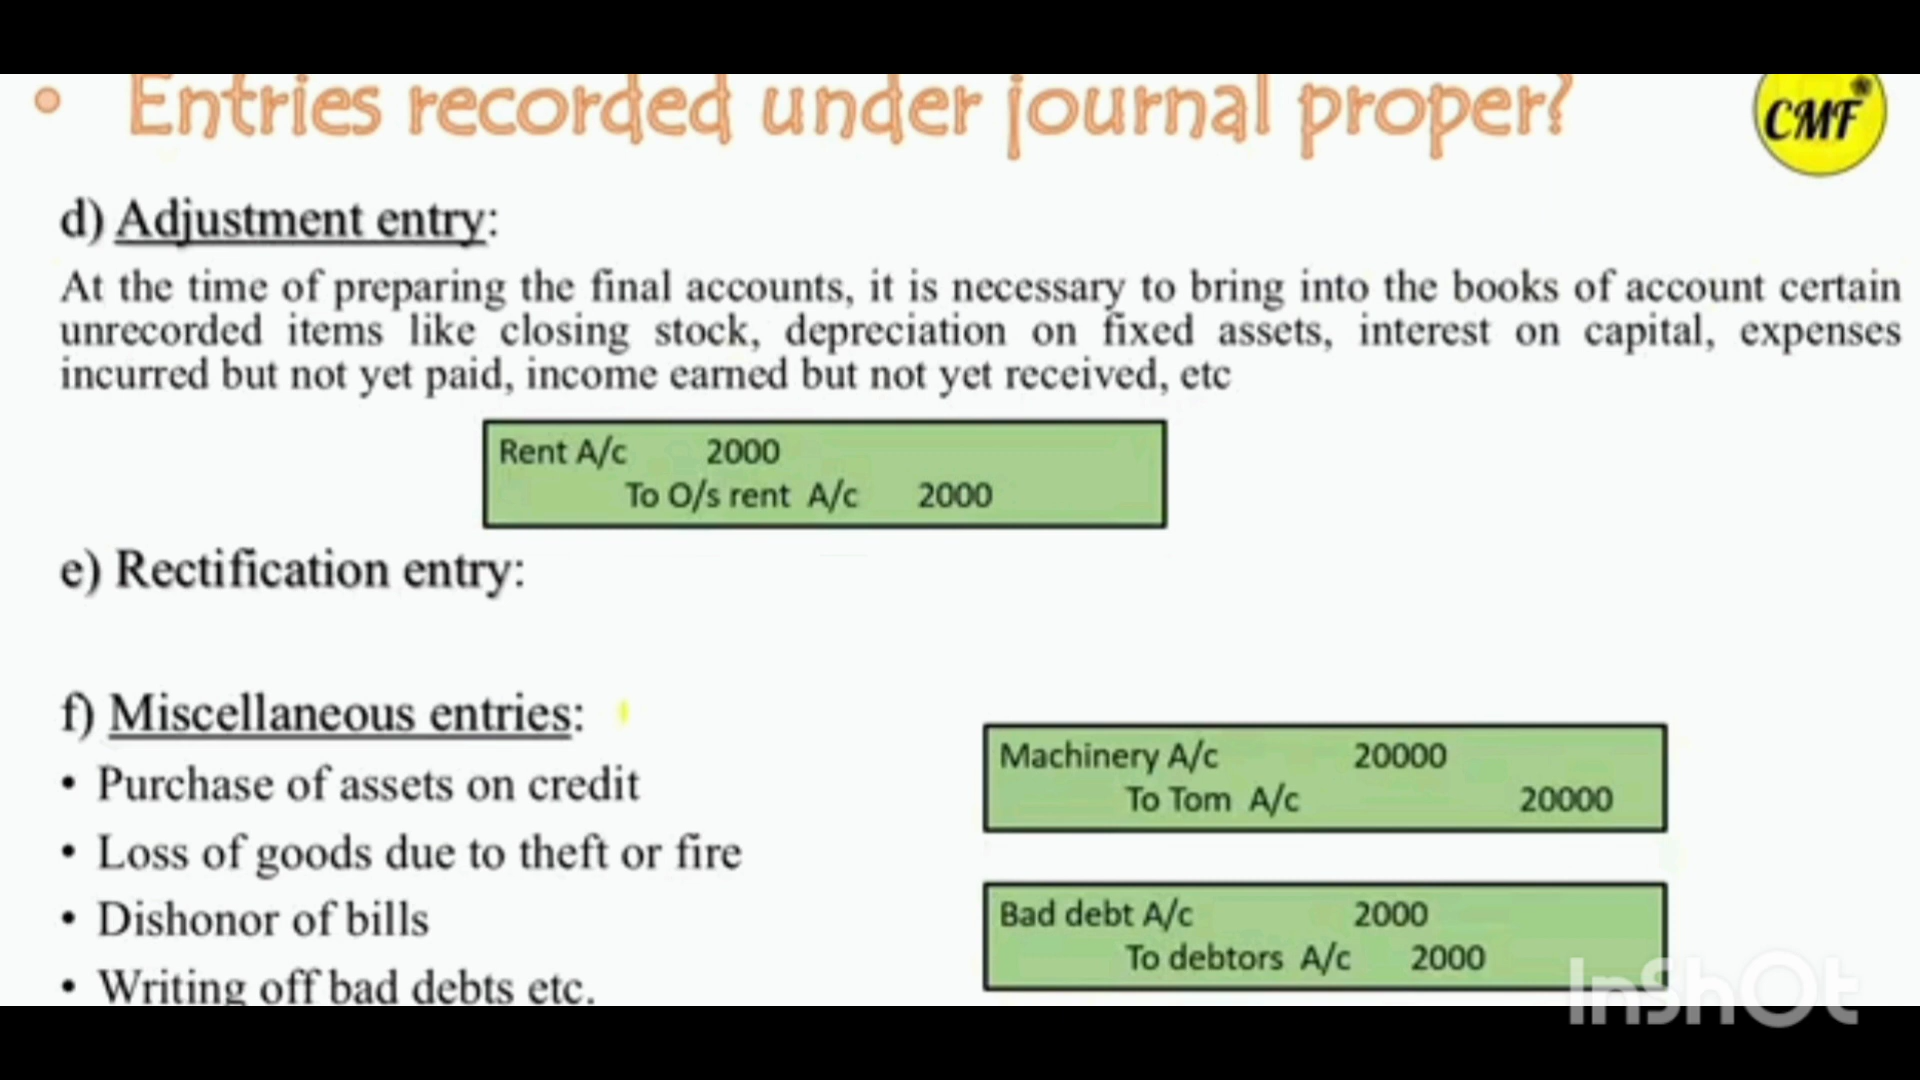 • Entries recorded under journal proper?
CMF
d) Adjustment entry:
At the time of preparing the final accounts, it is necessary to bring into the books of account certain
unrecorded items like closing stock, depreciation on fixed assets, interest on capital, expenses
incurred but not yet paid, income earned but not yet received, etc
Rent A/c 2000
To O/s rent A/c 2000
e) Rectification entry:
f) Miscellaneous entries:
• Purchase of assets on credit
• Loss of goods due to theft or fire
• Dishonor of bills
• Writing off bad debts etc.
Machinery A/c 20000
To Tom A/c 20000
Bad debt A/c 2000
To debtors A/c 2000
InShOt